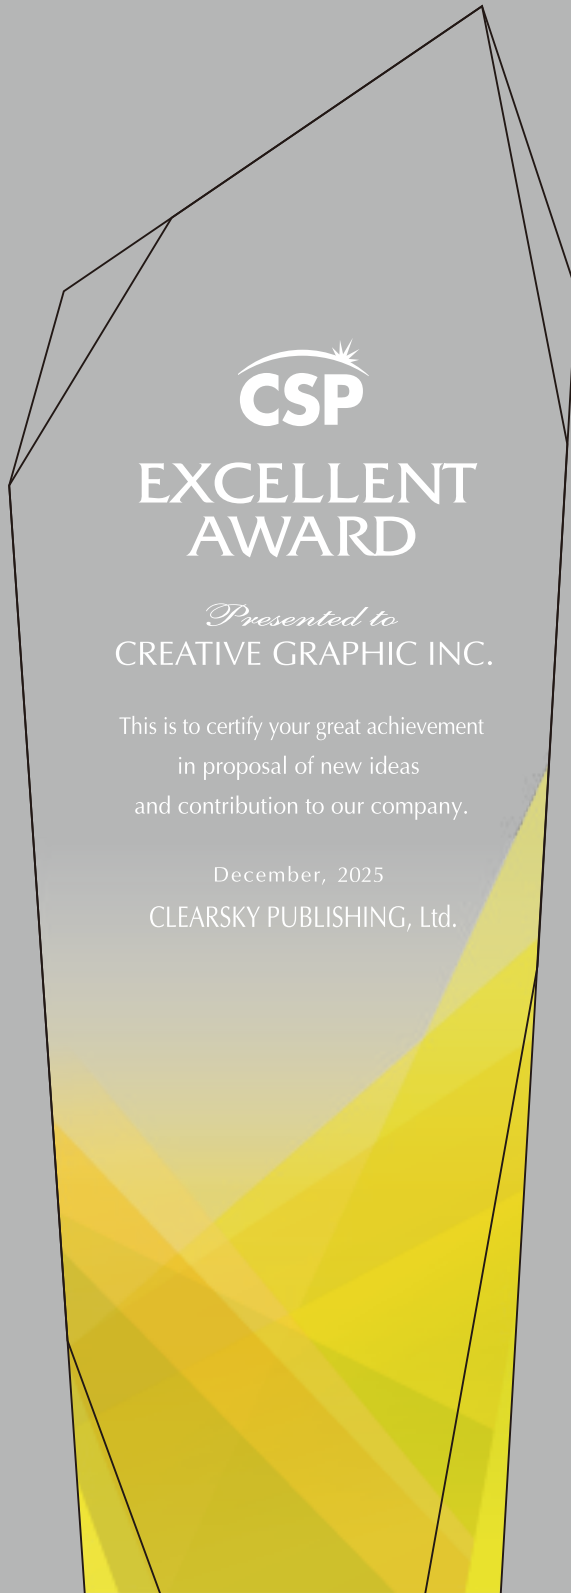 CSP
EXCELLENT
AWARD
Presented to
CREATIVE GRAPHIC INC.
This is to certify your great achievement
in proposal of new ideas
and contribution to our company.
December, 2025
CLEARSKY PUBLISHING, Ltd.